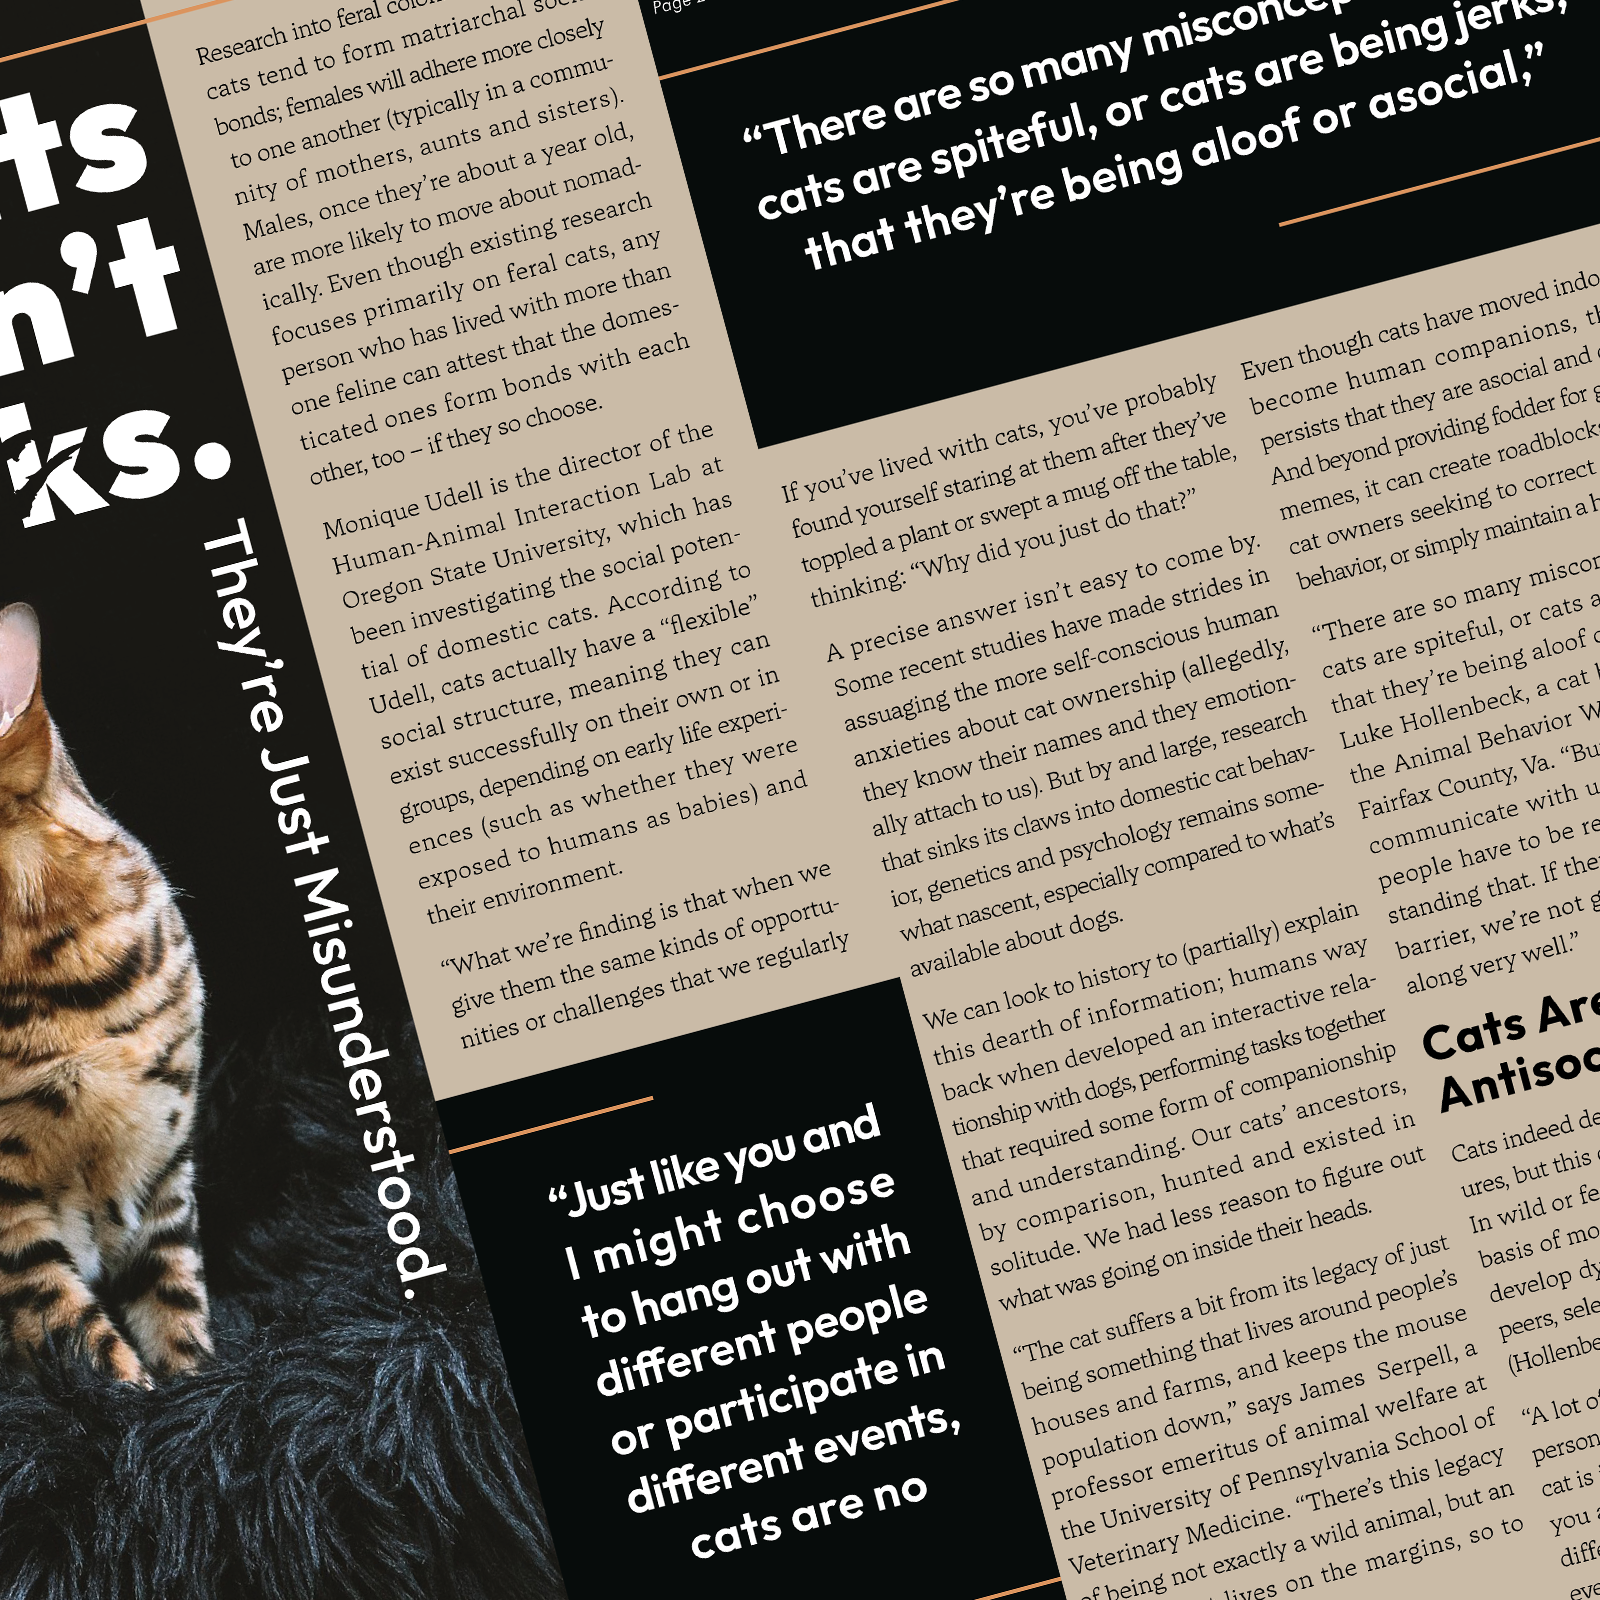 ts
n't
ks.
They're Just Misunderstood.
Research into feral
cats tend to form matriarchal
bonds; females will adhere more closely
to one another (typically in a commu-
nity of mothers, aunts and sisters).
Males, once they're about a year old,
are more likely to move about nomad-
ically. Even though existing research
focuses primarily on feral cats, any
person who has lived with more than
one feline can attest that the domes-
ticated ones form bonds with each
other, too – if they so choose.
Monique Udell is the director of the
Human-Animal Interaction Lab at
Oregon State University, which has
been investigating the social poten-
tial of domestic cats. According to
Udell, cats actually have a “flexible”
social structure, meaning they can
exist successfully on their own or in
groups, depending on early life experi-
ences (such as whether they were
exposed to humans as babies) and
their environment.
“What we’re finding is that when we
give them the same kinds of opportu-
nities or challenges that we regularly
“Just like you and
I might choose
to hang out with
different people
or participate in
different events,
cats are no
Page
“There are so many
cats are spiteful, or cats are being jerks,
that they’re being aloof or asocial,”
If you’ve lived with cats, you’ve probably
found yourself staring at them after they’ve
toppled a plant or swept a mug off the table,
thinking: “Why did you just do that?”
A precise answer isn’t easy to come by.
Some recent studies have made strides in
assuaging the more self-conscious human
anxieties about cat ownership (allegedly,
they know their names and they emotion-
ally attach to us). But by and large, research
that sinks its claws into domestic cat behav-
ior, genetics and psychology remains some-
what nascent, especially compared to what’s
available about dogs.
We can look to history to (partially) explain
this dearth of information; humans way
back when developed an interactive rela-
tionship with dogs, performing tasks together
that required some form of companionship
and understanding. Our cats’ ancestors,
by comparison, hunted and existed in
solitude. We had less reason to figure out
what was going on inside their heads.
“The cat suffers a bit from its legacy of just
being something that lives around people’s
houses and farms, and keeps the mouse
population down,” says James Serpell, a
professor emeritus of animal welfare at
the University of Pennsylvania School of
Veterinary Medicine. “There’s this legacy
of being not exactly a wild animal, but an
lives on the margins, so to
Even though cats have moved
become human companions,
persists that they are asocial and
And beyond providing fodder for
memes, it can create roadblocks
cat owners seeking to correct
behavior, or simply maintain a
“There are so many
cats are spiteful, or cats
that they’re being aloof
Luke Hollenbeck, a cat
the Animal Behavior
Fairfax County, Va.
communicate with
people have to be
standing that. If
barrier, we’re not
along very well.”
Cats Are
Antisoc
Cats indeed
ures, but this
In wild or
basis of
develop
peers,
“A lot of
person
cat is
you